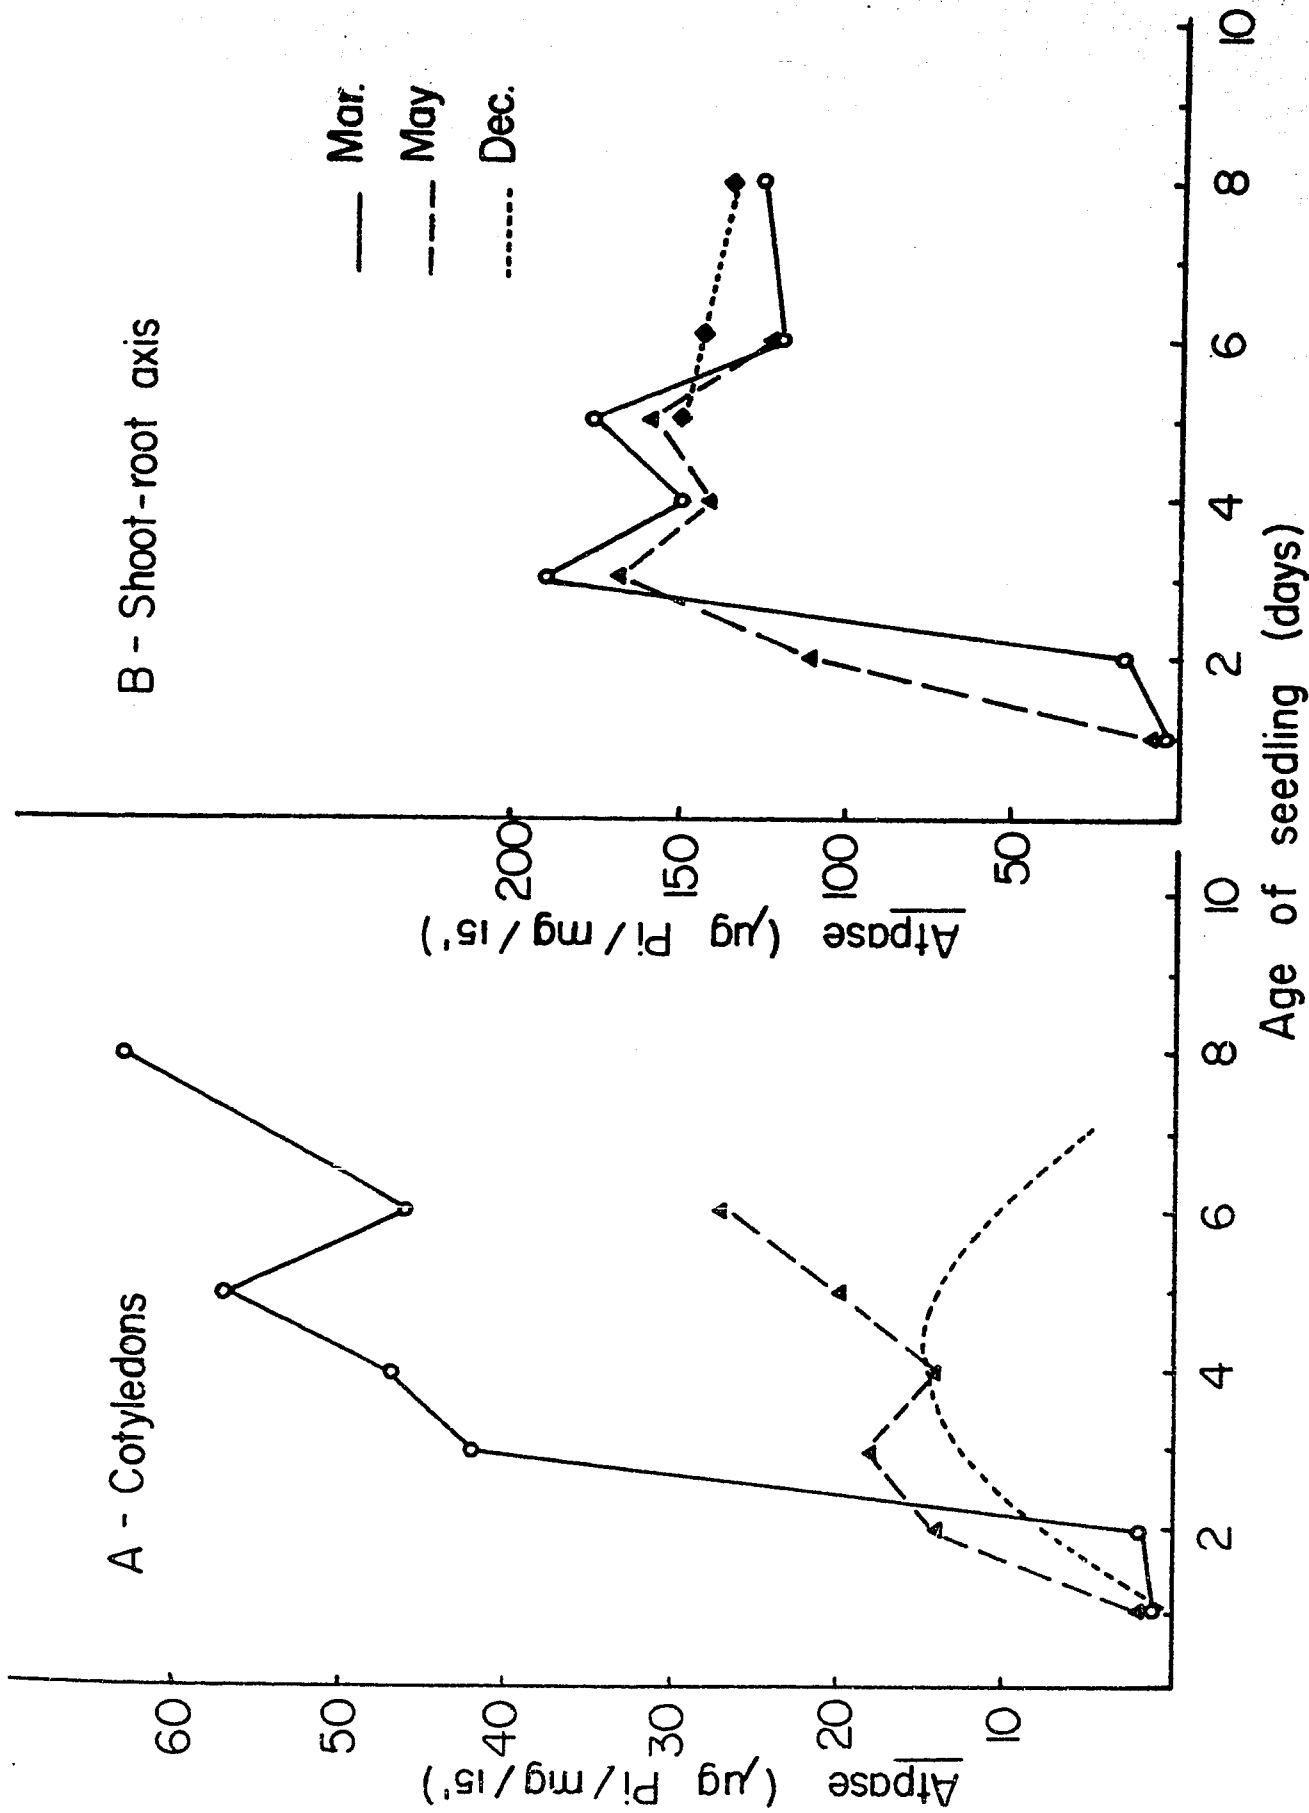 A - Cotyledons
Atpase (µg Pi / mg / 15')
60
50
40
30
20
10
2
4
6
8
10
B - Shoot-root axis
Mar.
May
Dec.
Atpase (µg Pi / mg / 15')
200
150
100
50
2
4
6
8
10
Age of seedling (days)